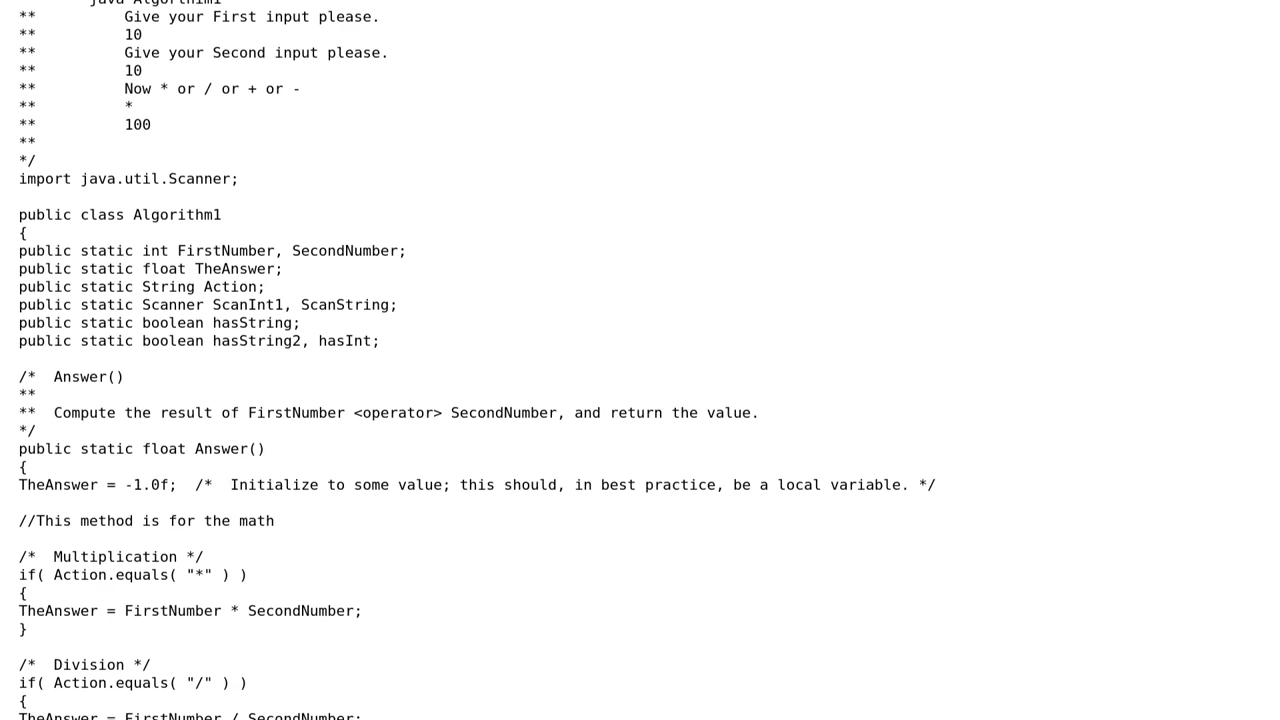 java Algorithm1
** Give your First input please.
** 10
** Give your Second input please.
** 10
** Now * or / or + or -
** *
** 100
**
*/
import java.util.Scanner;
public class Algorithm1
{
public static int FirstNumber, SecondNumber;
public static float TheAnswer;
public static String Action;
public static Scanner ScanInt1, ScanString;
public static boolean hasString;
public static boolean hasString2, hasInt;
/* Answer()
**
** Compute the result of FirstNumber <operator> SecondNumber, and return the value.
*/
public static float Answer()
{
TheAnswer = -1.0f; /* Initialize to some value; this should, in best practice, be a local variable. */
//This method is for the math
/* Multiplication */
if( Action.equals( "*" ) )
{
TheAnswer = FirstNumber * SecondNumber;
}
/* Division */
if( Action.equals( "/" ) )
{
TheAnswer = FirstNumber / SecondNumber;